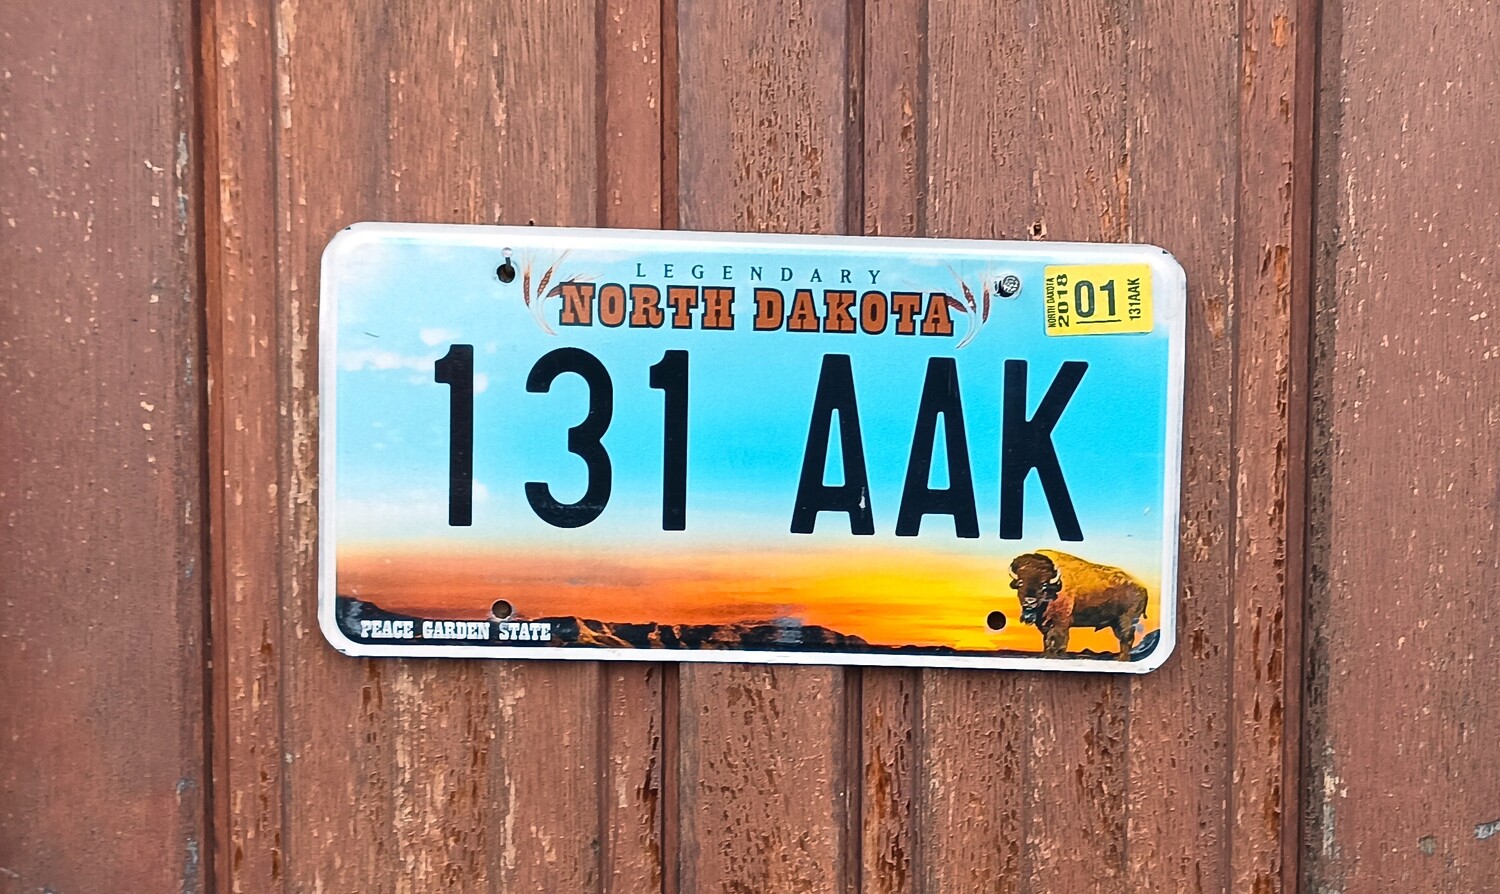 LEGENDARY
NORTH DAKOTA
NORTH DAKOTA
2018
01
131AAK
131 AAK
PEACE GARDEN STATE